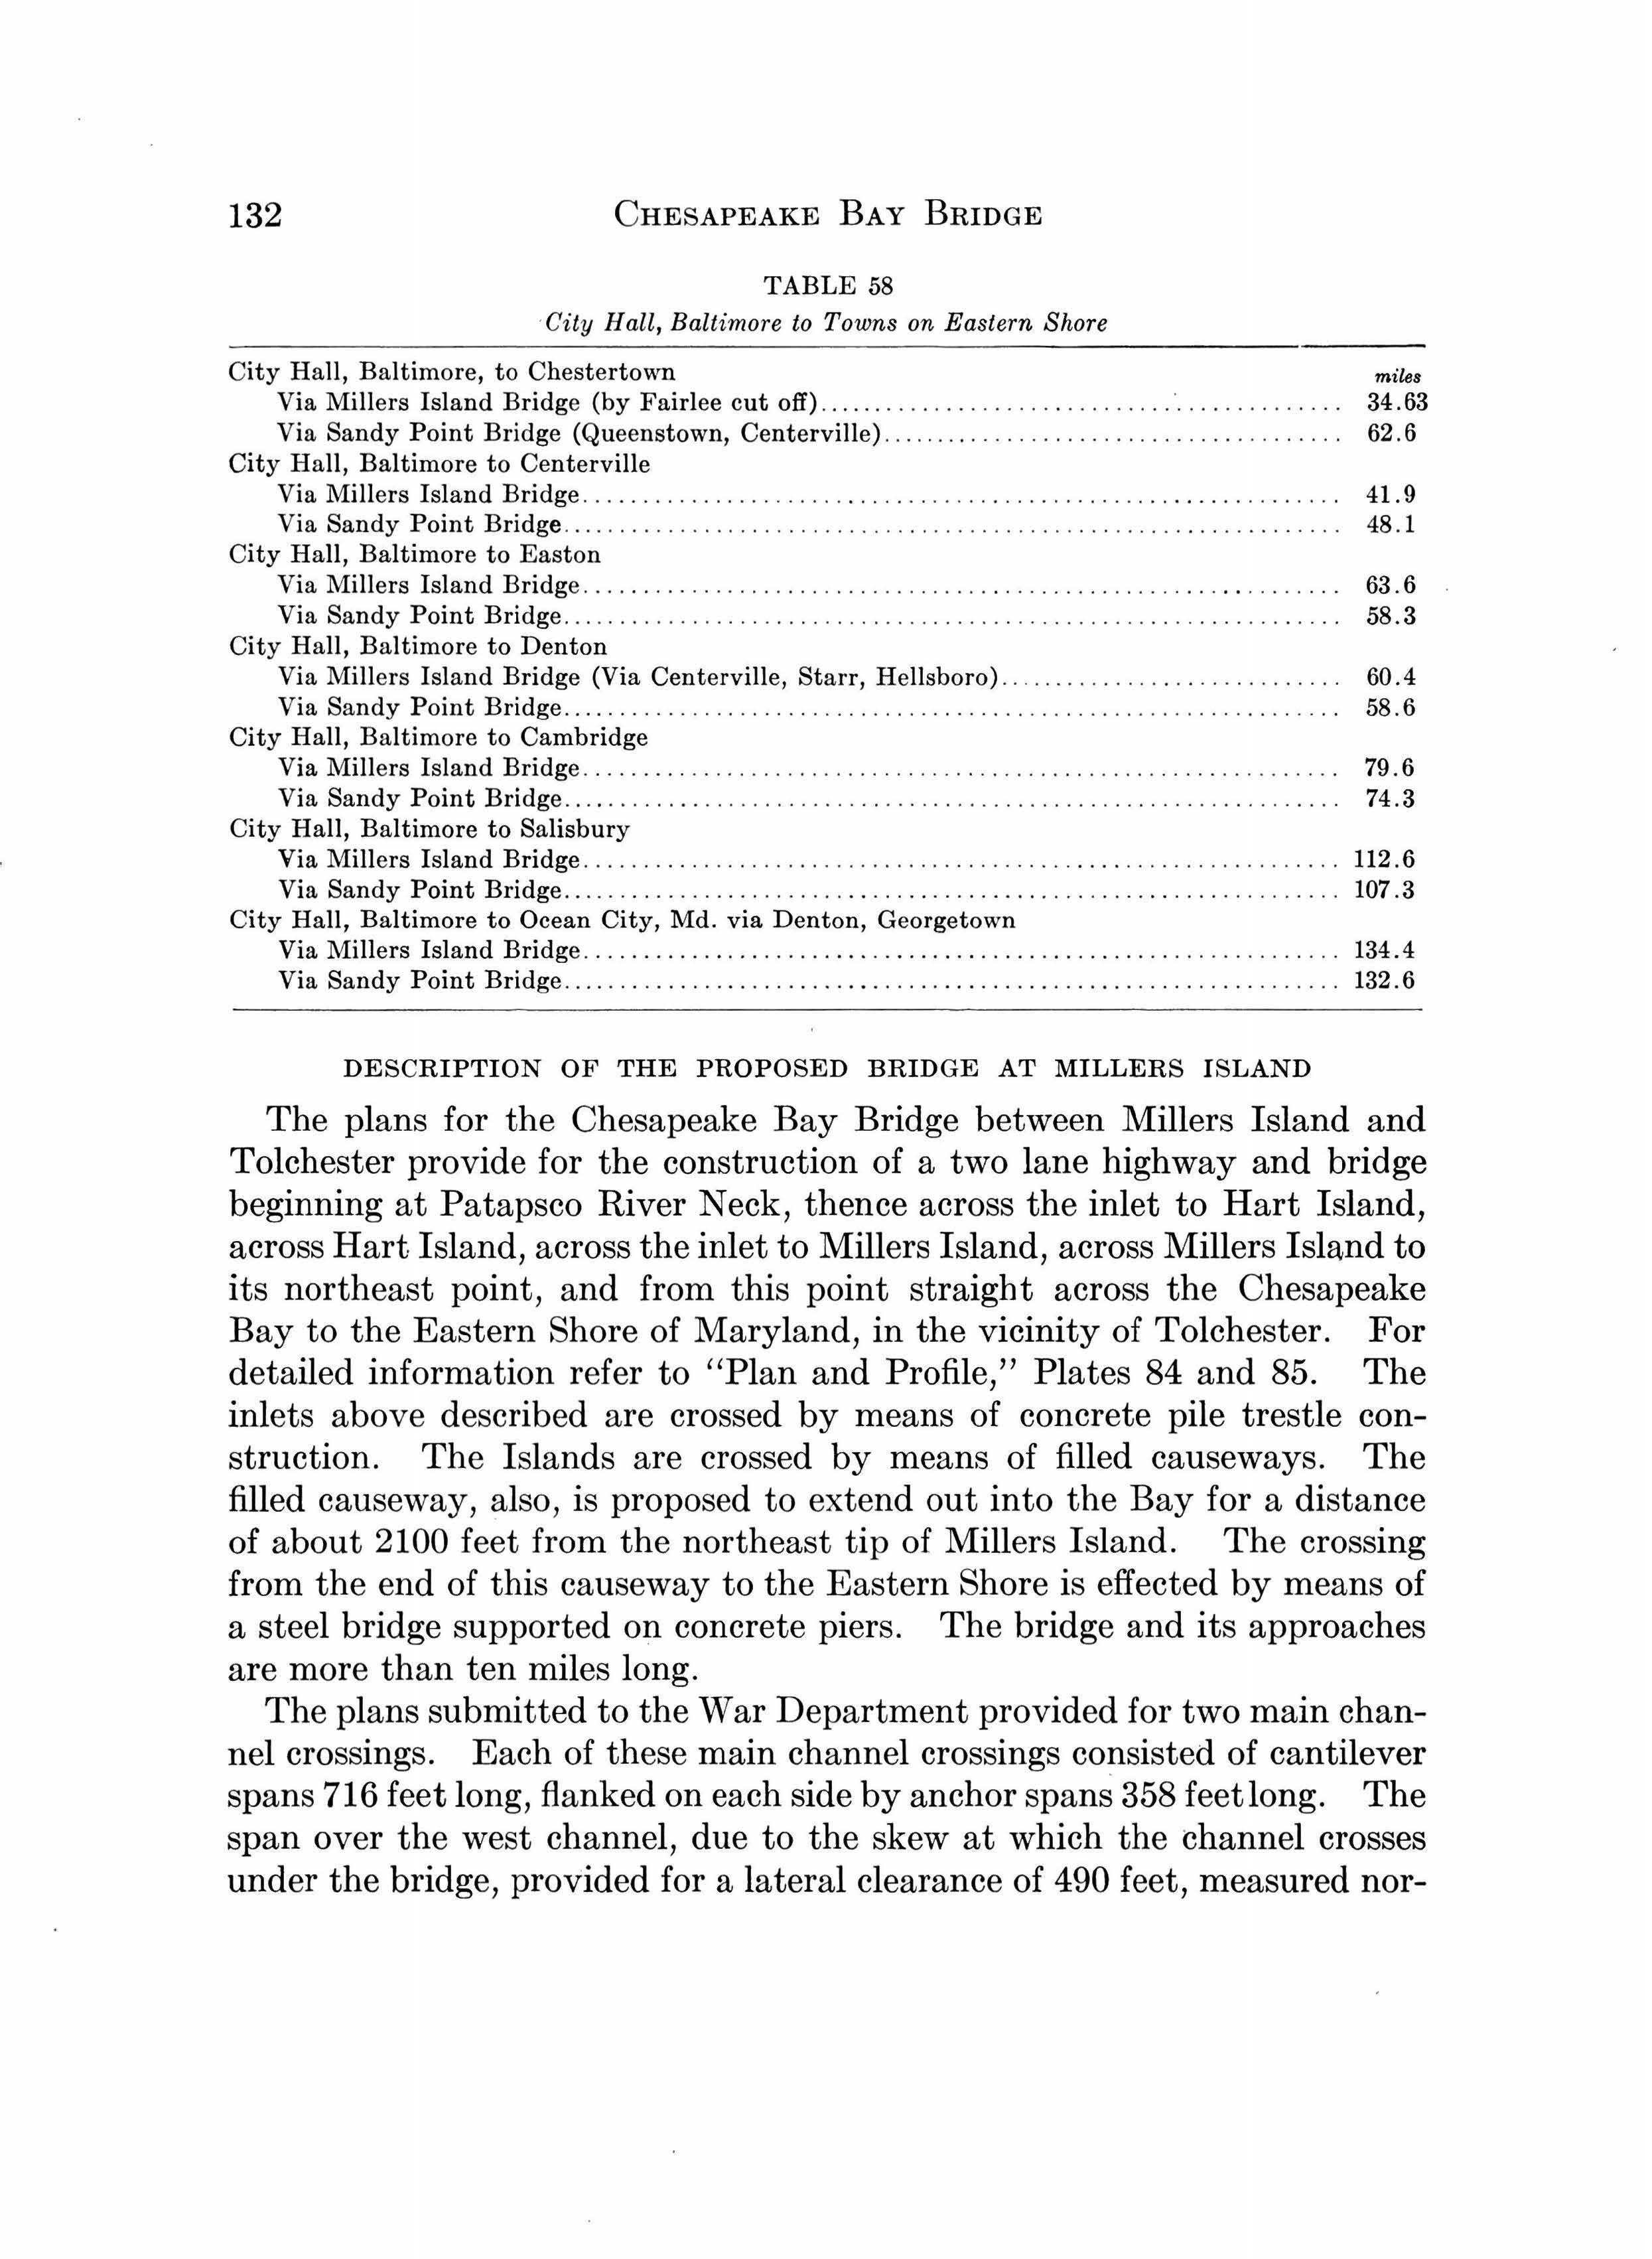 132 CHESAPEAKE BAY BRIDGE
TABLE 58
City Hall, Baltimore to Towns on Eastern Shore
City Hall, Baltimore, to Chestertown miles
Via Millers Island Bridge (by Fairlee cut off) 34.63
Via Sandy Point Bridge (Queenstown, Centerville) 62.6
City Hall, Baltimore to Centerville
Via Millers Island Bridge 41.9
Via Sandy Point Bridge 48.1
City Hall, Baltimore to Easton
Via Millers Island Bridge 63.6
Via Sandy Point Bridge 58.3
City Hall, Baltimore to Denton
Via Millers Island Bridge (Via Centerville, Starr, Hellsboro) 60.4
Via Sandy Point Bridge 58.6
City Hall, Baltimore to Cambridge
Via Millers Island Bridge 79.6
Via Sandy Point Bridge 74.3
City Hall, Baltimore to Salisbury
Via Millers Island Bridge 112.6
Via Sandy Point Bridge 107.3
City Hall, Baltimore to Ocean City, Md. via Denton, Georgetown
Via Millers Island Bridge 134.4
Via Sandy Point Bridge 132.6
DESCRIPTION OF THE PROPOSED BRIDGE AT MILLERS ISLAND
The plans for the Chesapeake Bay Bridge between Millers Island and
Tolchester provide for the construction of a two lane highway and bridge
beginning at Patapsco River Neck, thence across the inlet to Hart Island,
across Hart Island, across the inlet to Millers Island, across Millers Island to
its northeast point, and from this point straight across the Chesapeake
Bay to the Eastern Shore of Maryland, in the vicinity of Tolchester. For
detailed information refer to “Plan and Profile,” Plates 84 and 85. The
inlets above described are crossed by means of concrete pile trestle con-
struction. The Islands are crossed by means of filled causeways. The
filled causeway, also, is proposed to extend out into the Bay for a distance
of about 2100 feet from the northeast tip of Millers Island. The crossing
from the end of this causeway to the Eastern Shore is effected by means of
a steel bridge supported on concrete piers. The bridge and its approaches
are more than ten miles long.
The plans submitted to the War Department provided for two main chan-
nel crossings. Each of these main channel crossings consisted of cantilever
spans 716 feet long, flanked on each side by anchor spans 358 feet long. The
span over the west channel, due to the skew at which the channel crosses
under the bridge, provided for a lateral clearance of 490 feet, measured nor-